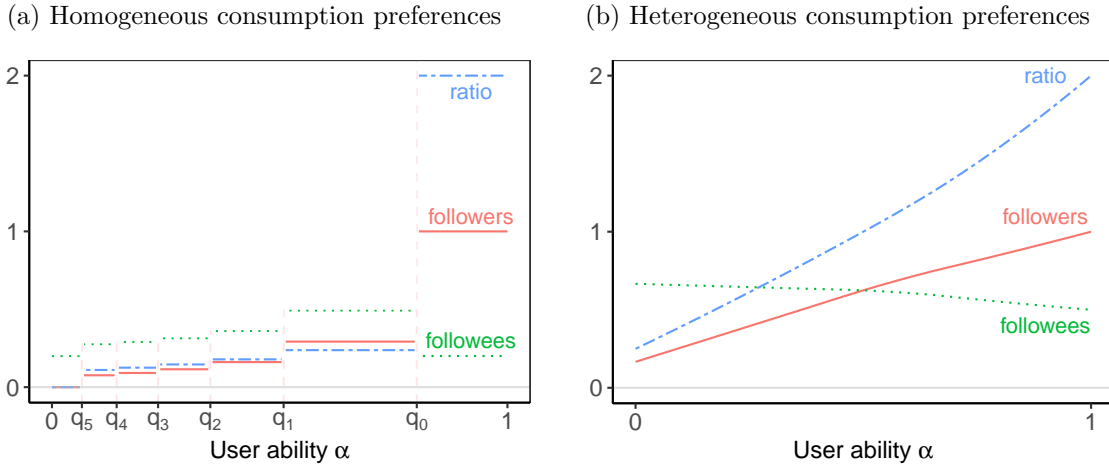 (a) Homogeneous consumption preferences
2
ratio
followers
1
followees
0
0 q5 q4 q3 q2 q1 q0 1
User ability α
(b) Heterogeneous consumption preferences
2
ratio
followers
1
followees
0
0 1
User ability α